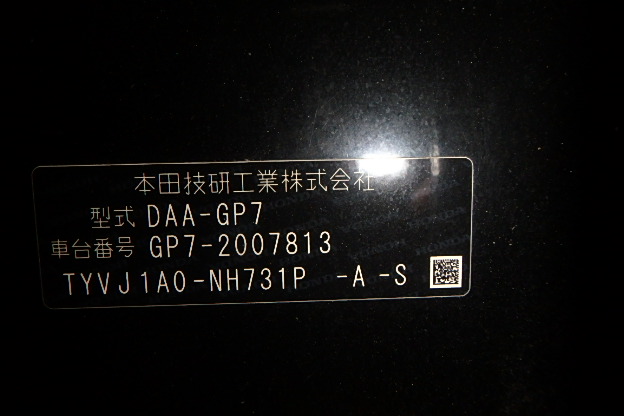 本田技研工業株式会社
型式 DAA-GP7
車台番号 GP7-2007813
TYVJ1A0-NH731P -A -S